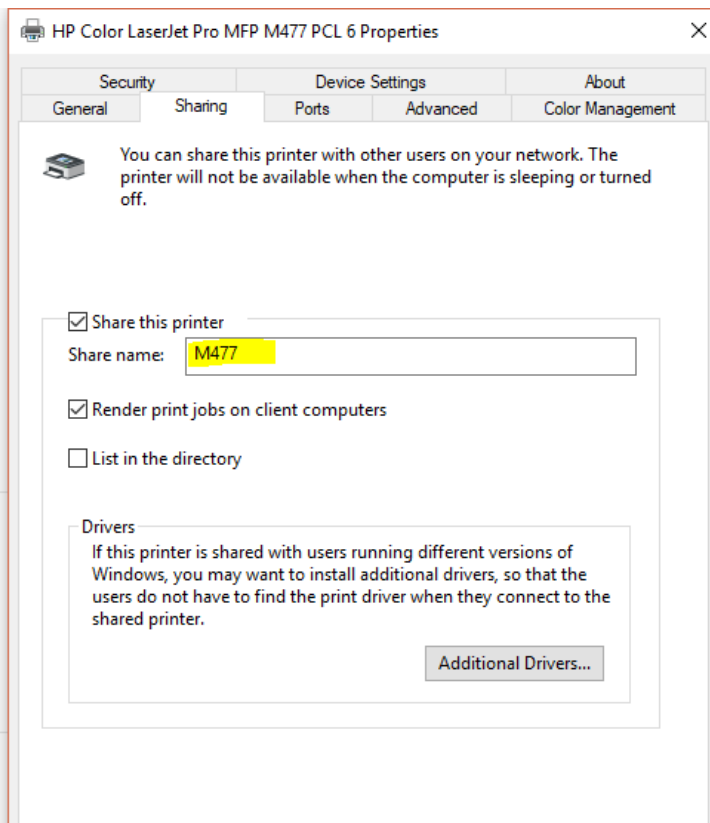 HP Color LaserJet Pro MFP M477 PCL 6 Properties
Security Device Settings About
General Sharing Ports Advanced Color Management
You can share this printer with other users on your network. The
printer will not be available when the computer is sleeping or turned
off.
Share this printer
Share name: M477
Render print jobs on client computers
List in the directory
Drivers
If this printer is shared with users running different versions of
Windows, you may want to install additional drivers, so that the
users do not have to find the print driver when they connect to the
shared printer.
Additional Drivers...